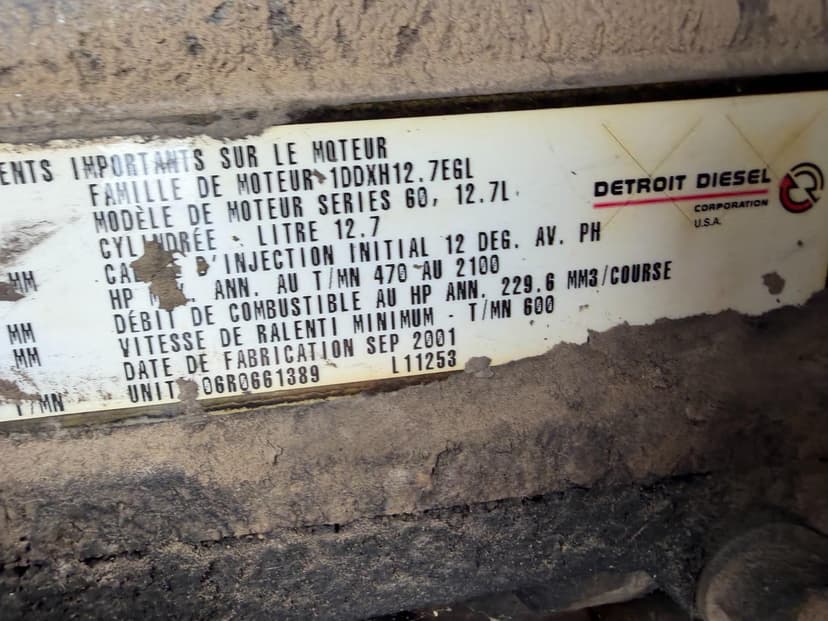 ENTS IMPORTANTS SUR LE MOTEUR
FAMILLE DE MOTEUR 1DDXH12.7EGL
MODÈLE DE MOTEUR SERIES 60, 12.7L
CYLINDRÉE - LITRE 12.7
D'INJECTION INITIAL 12 DEG. AV. PH
MM
HP ANN. AU T/MN 470 AU 2100
DÉBIT DE COMBUSTIBLE AU HP ANN. 229.6 MM3/COURSE
MM
VITESSE DE RALENTI MINIMUM - T/MN 600
MM
DATE DE FABRICATION SEP 2001
UNIT 06R0661389 L11253
T/MN
DETROIT DIESEL
CORPORATION
U.S.A.